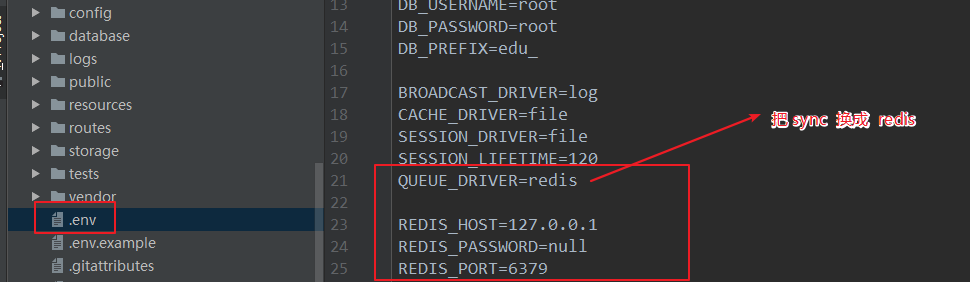 config
database
logs
public
resources
routes
storage
tests
vendor
.env
.env.example
.gitattributes
13 DB_USERNAME=root
14 DB_PASSWORD=root
15 DB_PREFIX=edu_
16
17 BROADCAST_DRIVER=log
18 CACHE_DRIVER=file
19 SESSION_DRIVER=file
20 SESSION_LIFETIME=120
21 QUEUE_DRIVER=redis
22
23 REDIS_HOST=127.0.0.1
24 REDIS_PASSWORD=null
25 REDIS_PORT=6379
把 sync 换成 redis